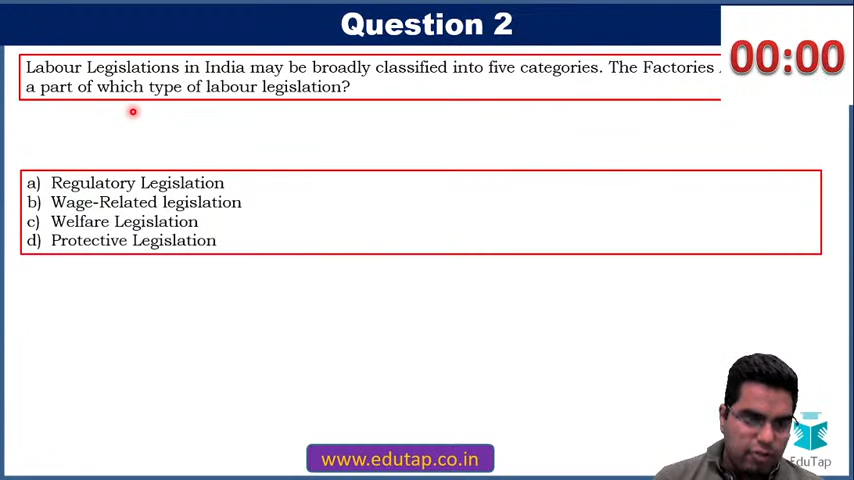 Question 2
00:00
Labour Legislations in India may be broadly classified into five categories. The Factories
a part of which type of labour legislation?
a) Regulatory Legislation
b) Wage-Related legislation
c) Welfare Legislation
d) Protective Legislation
EduTap
www.edutap.co.in